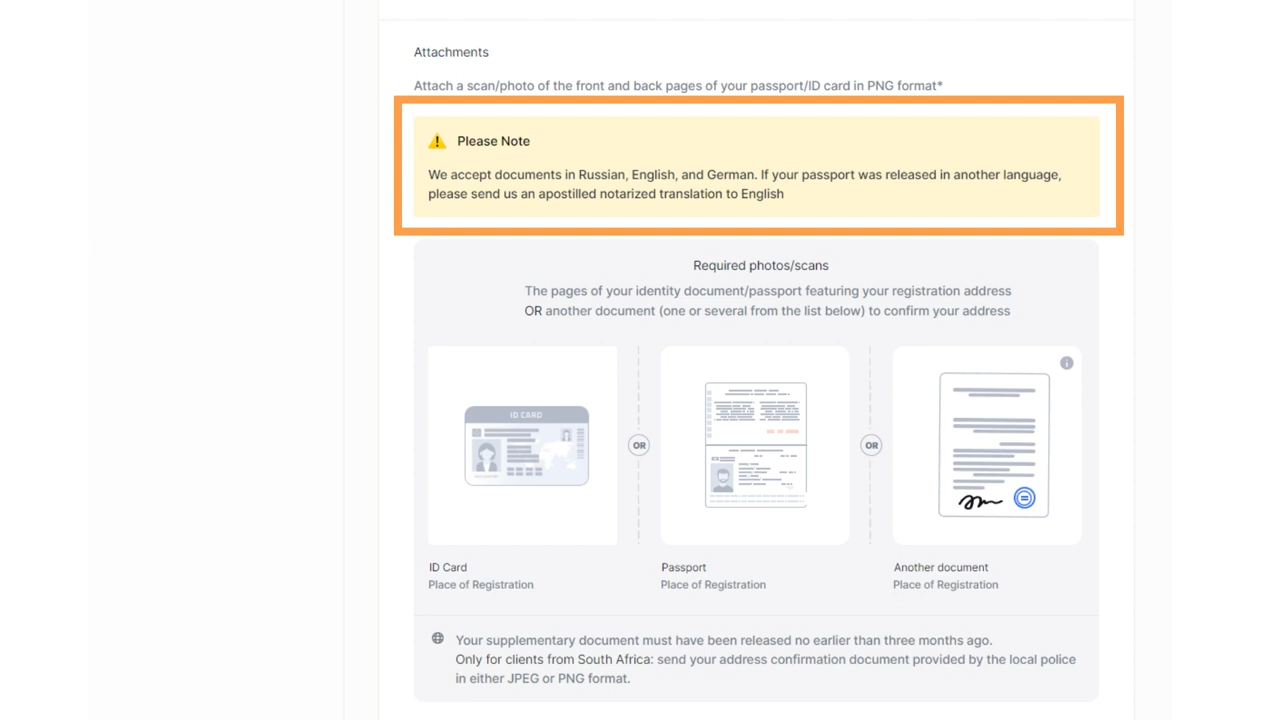 Attachments
Attach a scan/photo of the front and back pages of your passport/ID card in PNG format*
Please Note
We accept documents in Russian, English, and German. If your passport was released in another language,
please send us an apostilled notarized translation to English
Required photos/scans
The pages of your identity document/passport featuring your registration address
OR another document (one or several from the list below) to confirm your address
ID CARD
OR
OR
ID Card
Place of Registration
Passport
Place of Registration
Another document
Place of Registration
Your supplementary document must have been released no earlier than three months ago.
Only for clients from South Africa: send your address confirmation document provided by the local police
in either JPEG or PNG format.